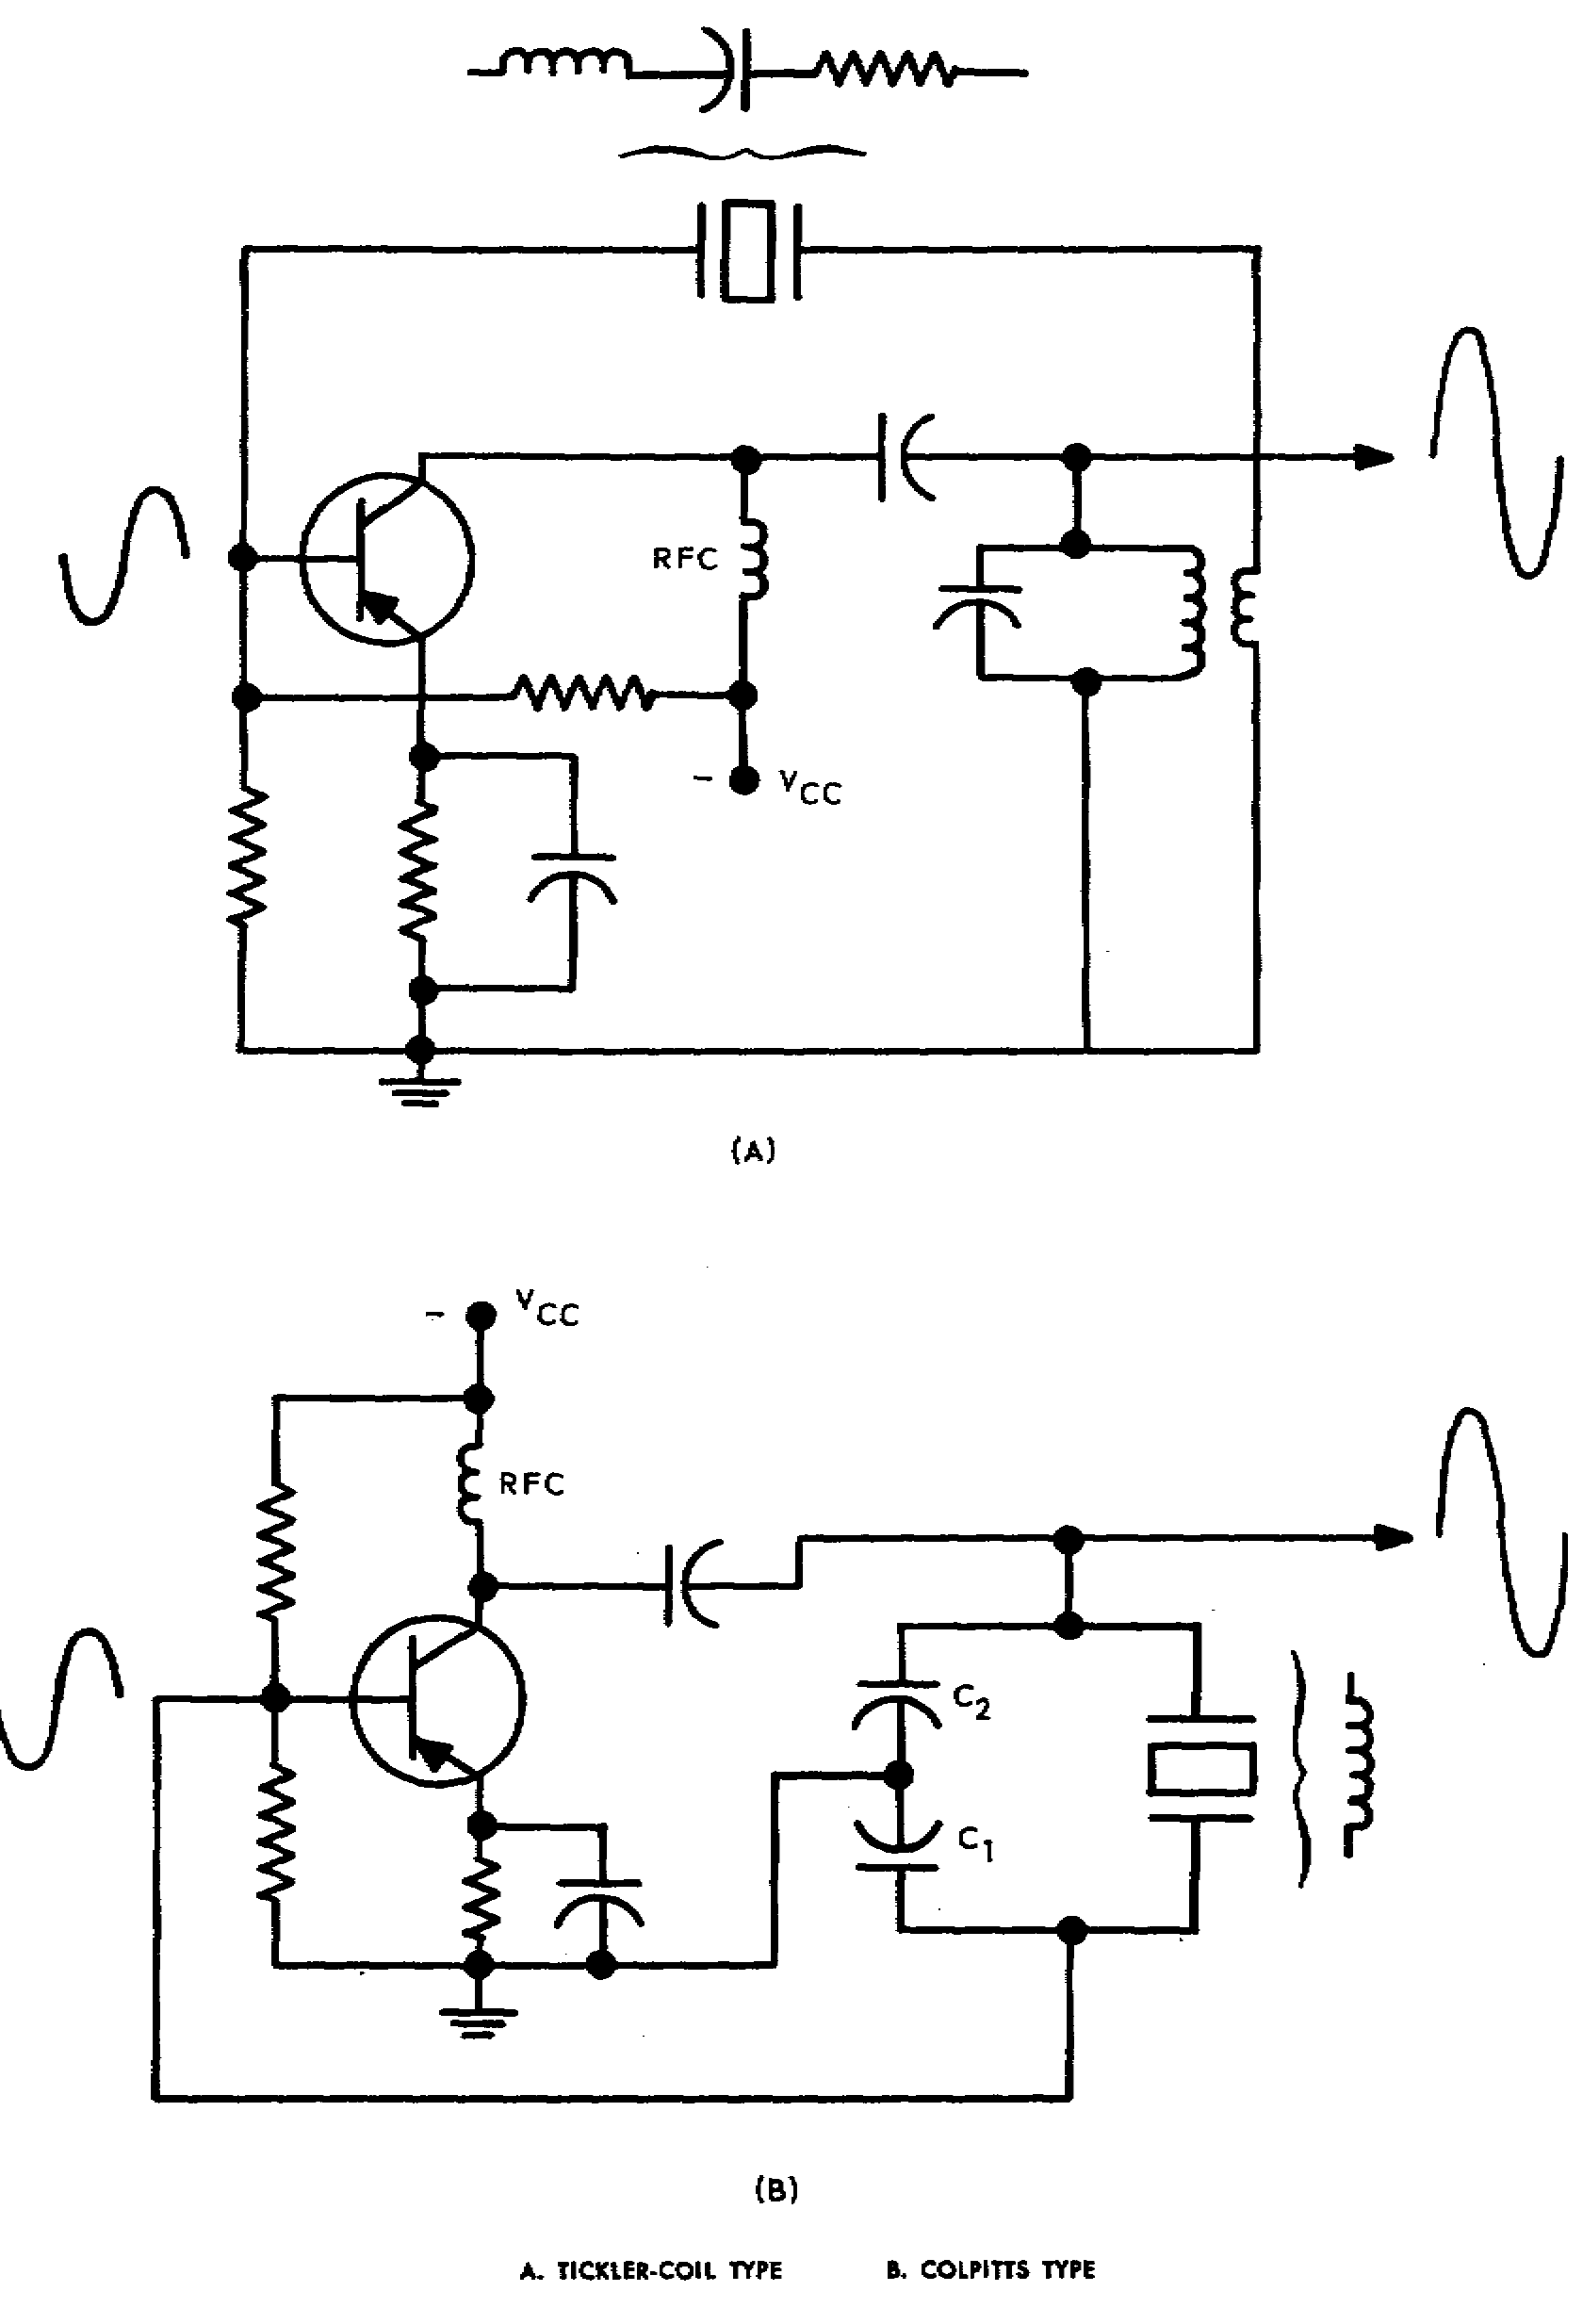 RFC
– VCC
(A)
– VCC
RFC
C2
C1
(B)
A. TICKLER-COIL TYPE B. COLPITTS TYPE